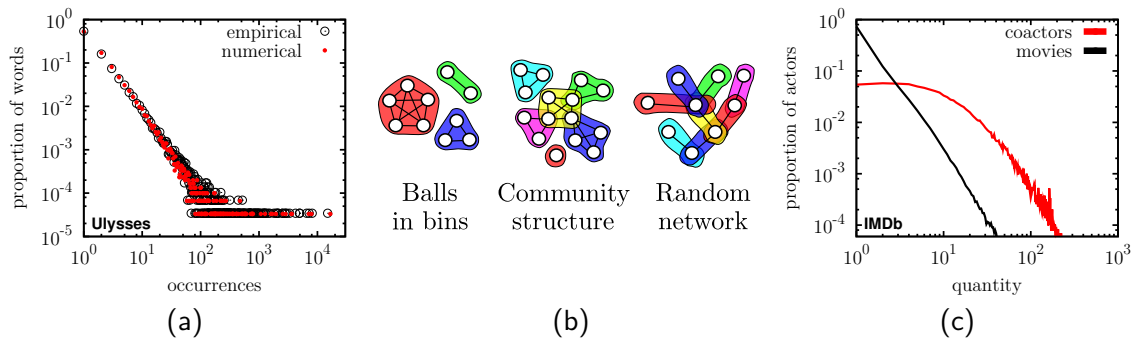 proportion of words
10^0
10^-1
10^-2
10^-3
10^-4
10^-5
empirical
numerical
Ulysses
10^0 10^1 10^2 10^3 10^4
occurrences
(a)
Balls
in bins
Community
structure
Random
network
(b)
proportion of actors
10^0
10^-1
10^-2
10^-3
10^-4
coactors
movies
IMDb
10^0 10^1 10^2 10^3
quantity
(c)